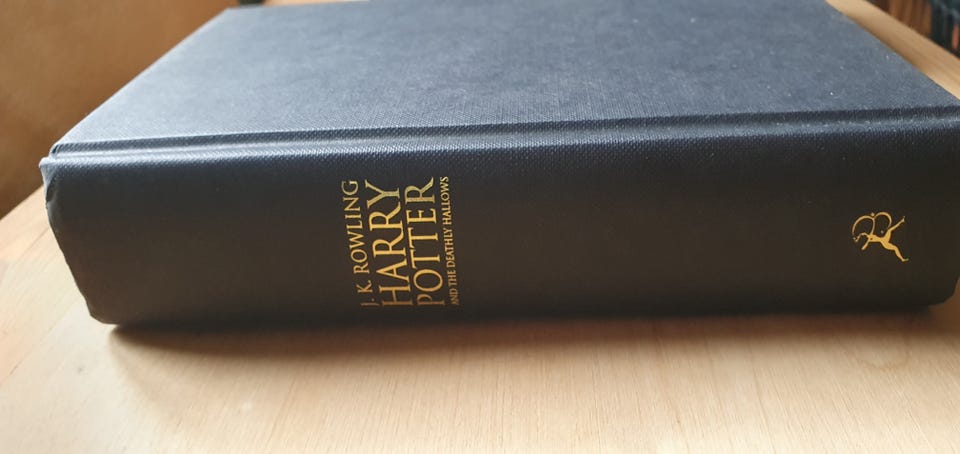 J. K. ROWLING
HARRY
POTTER
AND THE DEATHLY HALLOWS